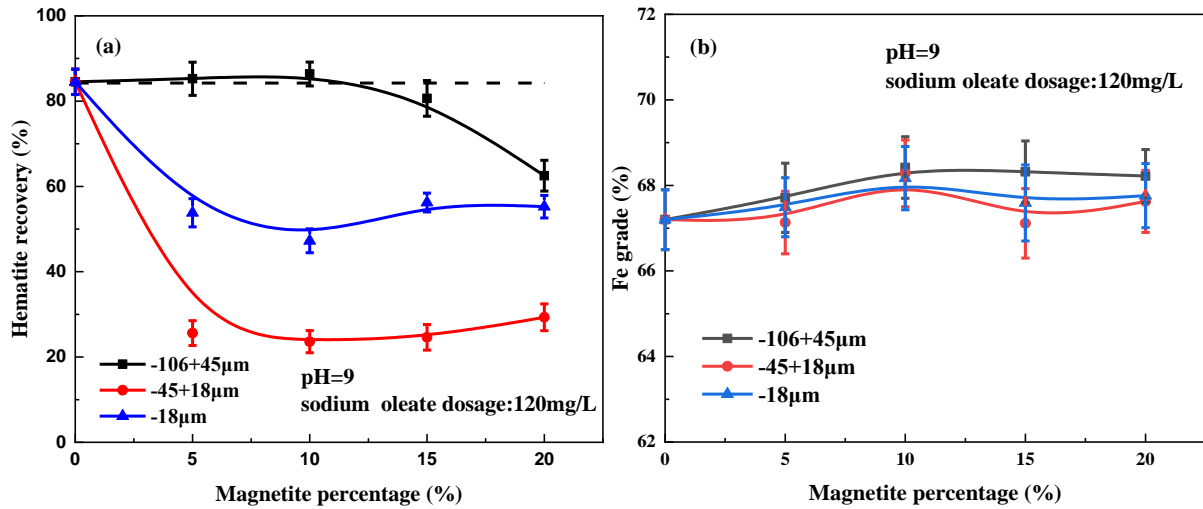 (a)
100
80
60
40
20
0
Hematite recovery (%)
-106+45μm
-45+18μm
-18μm
pH=9
sodium oleate dosage:120mg/L
0 5 10 15 20
Magnetite percentage (%)
(b)
72
70
68
66
64
62
Fe grade (%)
pH=9
sodium oleate dosage:120mg/L
-106+45μm
-45+18μm
-18μm
0 5 10 15 20
Magnetite percentage (%)